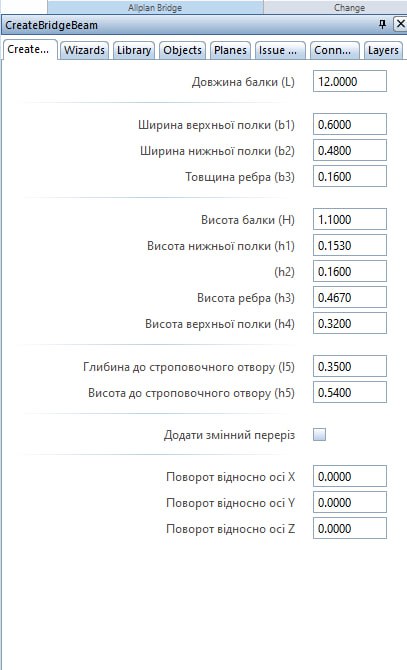 Allplan Bridge Change
CreateBridgeBeam
Create... Wizards Library Objects Planes Issue ... Conn... Layers
Довжина балки (L) 12.0000
Ширина верхньої полки (b1) 0.6000
Ширина нижньої полки (b2) 0.4800
Товщина ребра (b3) 0.1600
Висота балки (H) 1.1000
Висота нижньої полки (h1) 0.1530
(h2) 0.1600
Висота ребра (h3) 0.4670
Висота верхньої полки (h4) 0.3200
Глибина до строповочного отвору (l5) 0.3500
Висота до строповочного отвору (h5) 0.5400
Додати змінний переріз
Поворот відносно осі X 0.0000
Поворот відносно осі Y 0.0000
Поворот відносно осі Z 0.0000